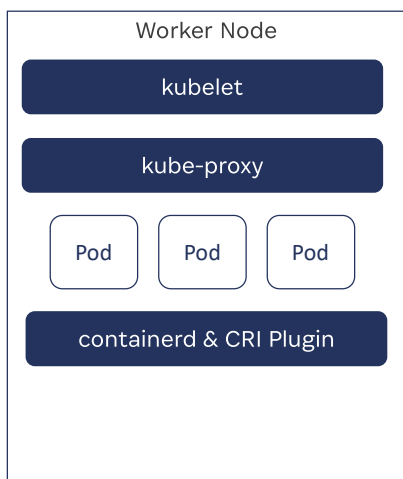 Worker Node
kubelet
kube-proxy
Pod Pod Pod
containerd & CRI Plugin